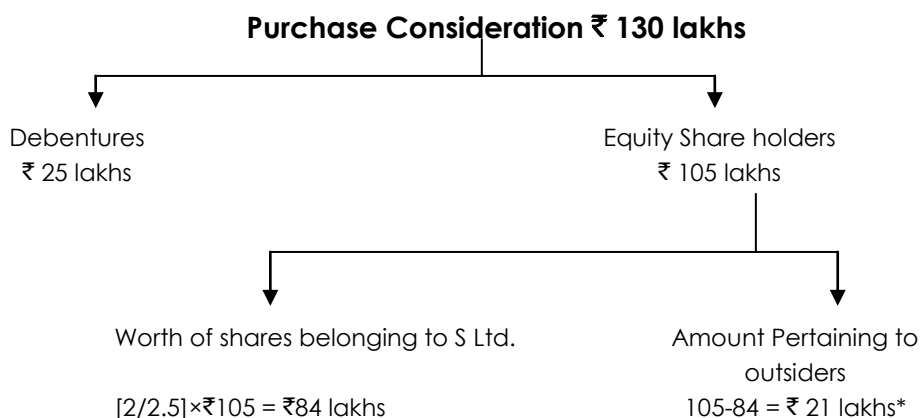 Purchase Consideration ₹ 130 lakhs
Debentures
₹ 25 lakhs
Equity Share holders
₹ 105 lakhs
Worth of shares belonging to S Ltd.
[2/2.5]×₹105 = ₹84 lakhs
Amount Pertaining to
outsiders
105-84 = ₹ 21 lakhs*